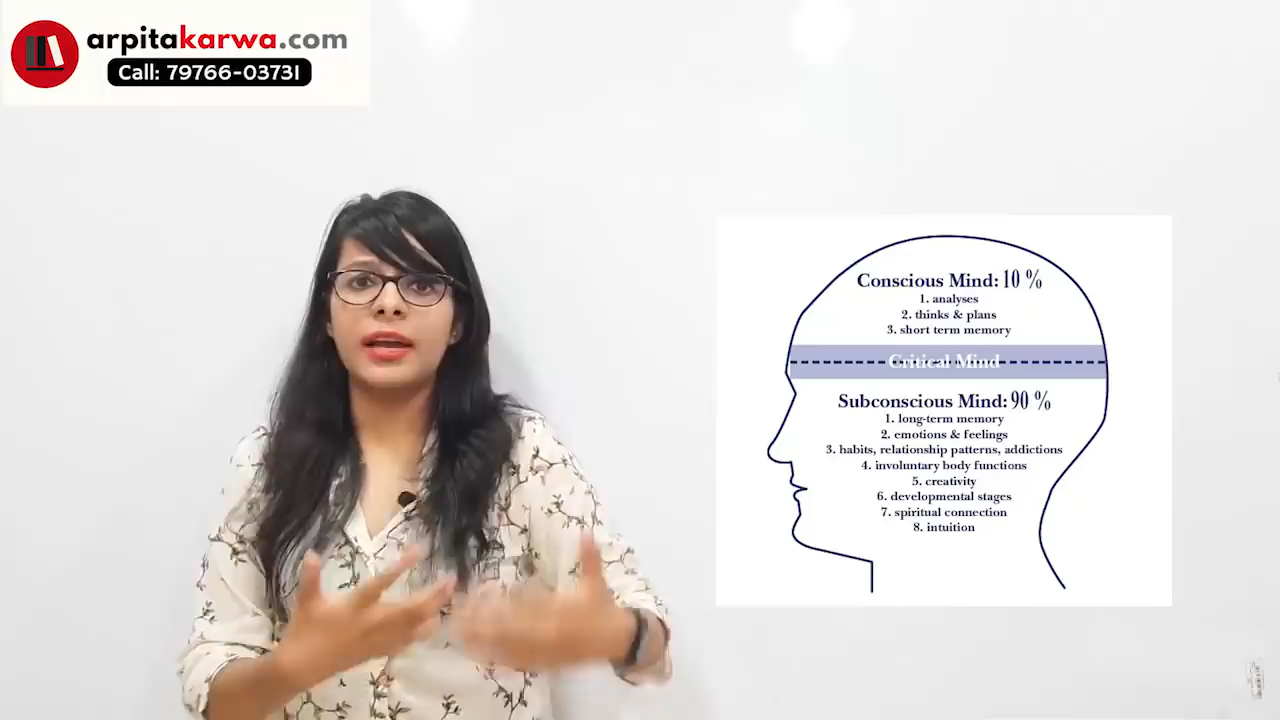 arpitakarwa.com
Call: 79766-03731
Conscious Mind: 10 %
1. analyses
2. thinks & plans
3. short term memory
Critical Mind
Subconscious Mind: 90 %
1. long-term memory
2. emotions & feelings
3. habits, relationship patterns, addictions
4. involuntary body functions
5. creativity
6. developmental stages
7. spiritual connection
8. intuition